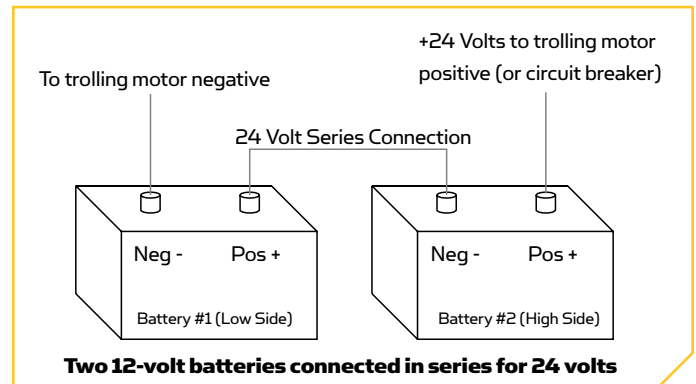 +24 Volts to trolling motor
positive (or circuit breaker)
To trolling motor negative
24 Volt Series Connection
Neg - Pos +
Neg - Pos +
Battery #1 (Low Side)
Battery #2 (High Side)
Two 12-volt batteries connected in series for 24 volts